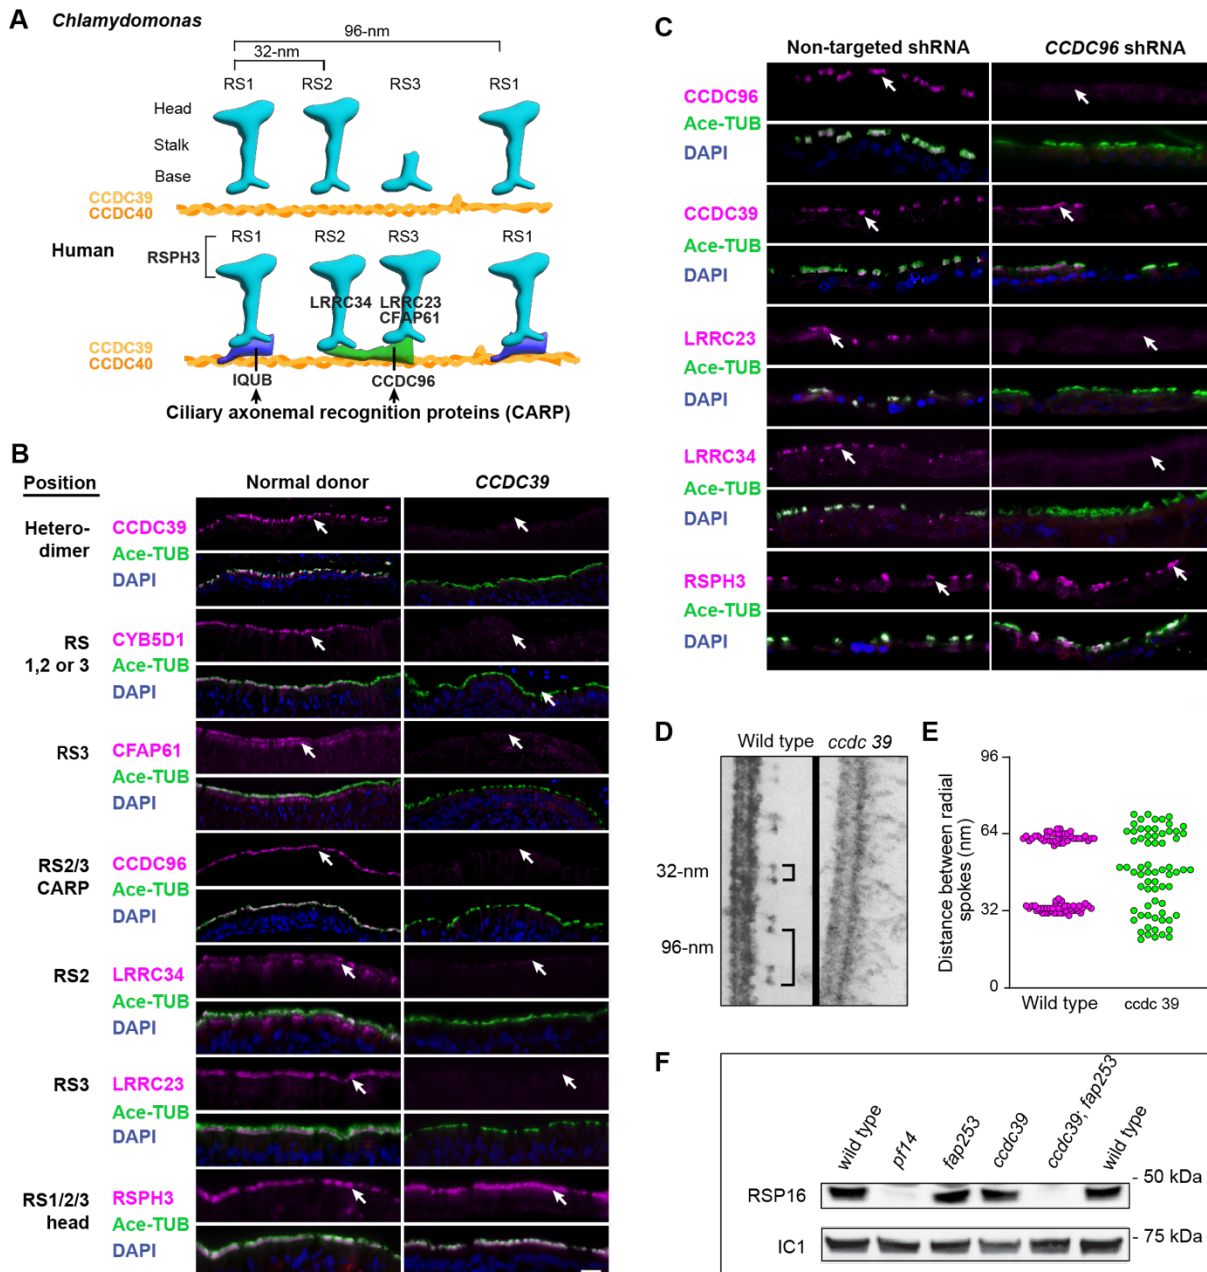 A
Chlamydomonas
96-nm
32-nm
RS1
RS2
RS3
RS1
Head
Stalk
Base
CCDC39
CCDC40
Human
RS1
RS2
RS3
RS1
RSPH3
LRRC34
LRRC23
CFAP61
CCDC39
CCDC40
IQUB
CCDC96
Ciliary axonemal recognition proteins (CARP)
B
Position
Normal donor
CCDC39
Hetero-
dimer
CCDC39
Ace-TUB
DAPI
RS
1,2 or 3
CYB5D1
Ace-TUB
DAPI
RS3
CFAP61
Ace-TUB
DAPI
RS2/3
CARP
CCDC96
Ace-TUB
DAPI
RS2
LRRC34
Ace-TUB
DAPI
RS3
LRRC23
Ace-TUB
DAPI
RS1/2/3
head
RSPH3
Ace-TUB
DAPI
C
Non-targeted shRNA
CCDC96 shRNA
CCDC96
Ace-TUB
DAPI
CCDC39
Ace-TUB
DAPI
LRRC23
Ace-TUB
DAPI
LRRC34
Ace-TUB
DAPI
RSPH3
Ace-TUB
DAPI
D
Wild type
ccdc 39
32-nm
96-nm
E
Distance between radial
spokes (nm)
96
64
32
0
Wild type
ccdc 39
F
wild type
pf14
fap253
ccdc39
ccdc39; fap253
wild type
RSP16
- 50 kDa
IC1
- 75 kDa